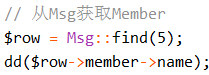 // 从Msg获取Member
$row = Msg::find(5);
dd($row->member->name);